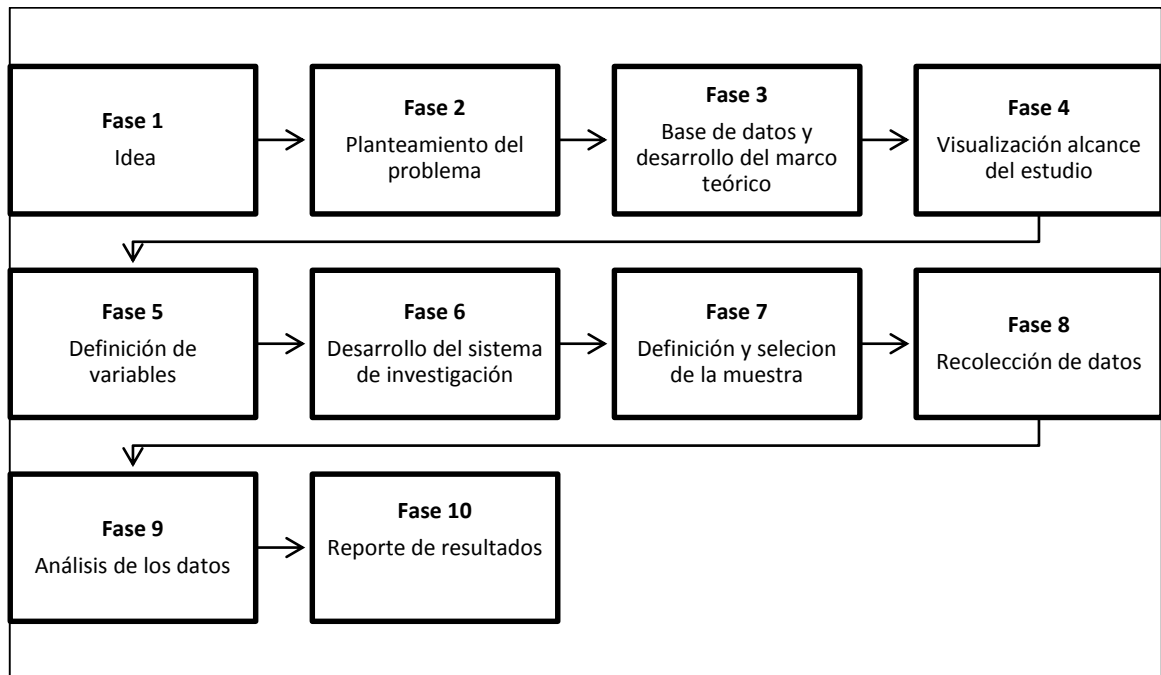 Fase 1
Idea
Fase 2
Planteamiento del
problema
Fase 3
Base de datos y
desarrollo del marco
teórico
Fase 4
Visualización alcance
del estudio
Fase 5
Definición de
variables
Fase 6
Desarrollo del sistema
de investigación
Fase 7
Definición y selecion
de la muestra
Fase 8
Recolección de datos
Fase 9
Análisis de los datos
Fase 10
Reporte de resultados